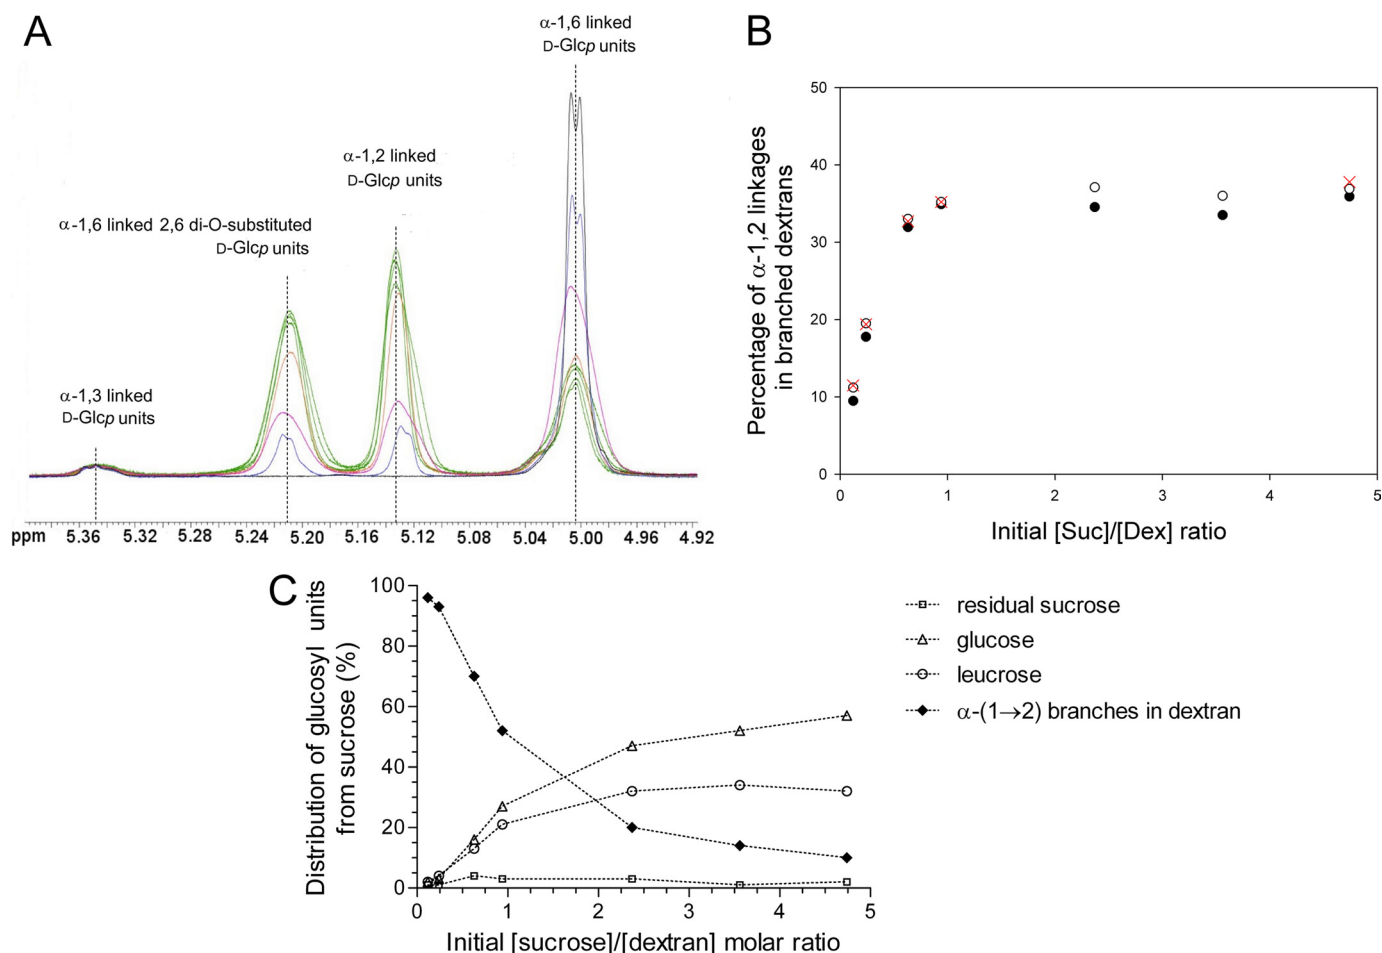 A
α-1,6 linked
D-Glcp units
α-1,2 linked
D-Glcp units
α-1,6 linked 2,6 di-O-substituted
D-Glcp units
α-1,3 linked
D-Glcp units
ppm 5.36 5.32 5.28 5.24 5.20 5.16 5.12 5.08 5.04 5.00 4.96 4.92
B
Percentage of α-1,2 linkages
in branched dextrans
50
40
30
20
10
0
0 1 2 3 4 5
Initial [Suc]/[Dex] ratio
C
Distribution of glucosyl units
from sucrose (%)
100
80
60
40
20
0
0 1 2 3 4 5
Initial [sucrose]/[dextran] molar ratio
residual sucrose
glucose
leucrose
α-(1→2) branches in dextran